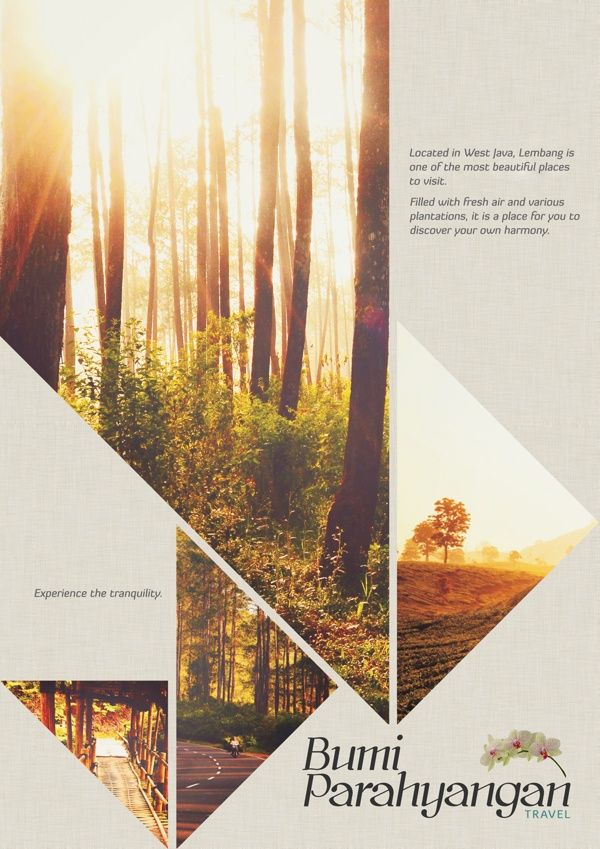 Located in West Java, Lembang is
one of the most beautiful places
to visit.
Filled with fresh air and various
plantations, it is a place for you to
discover your own harmony.
Experience the tranquility.
Bumi
Parahyangan
TRAVEL